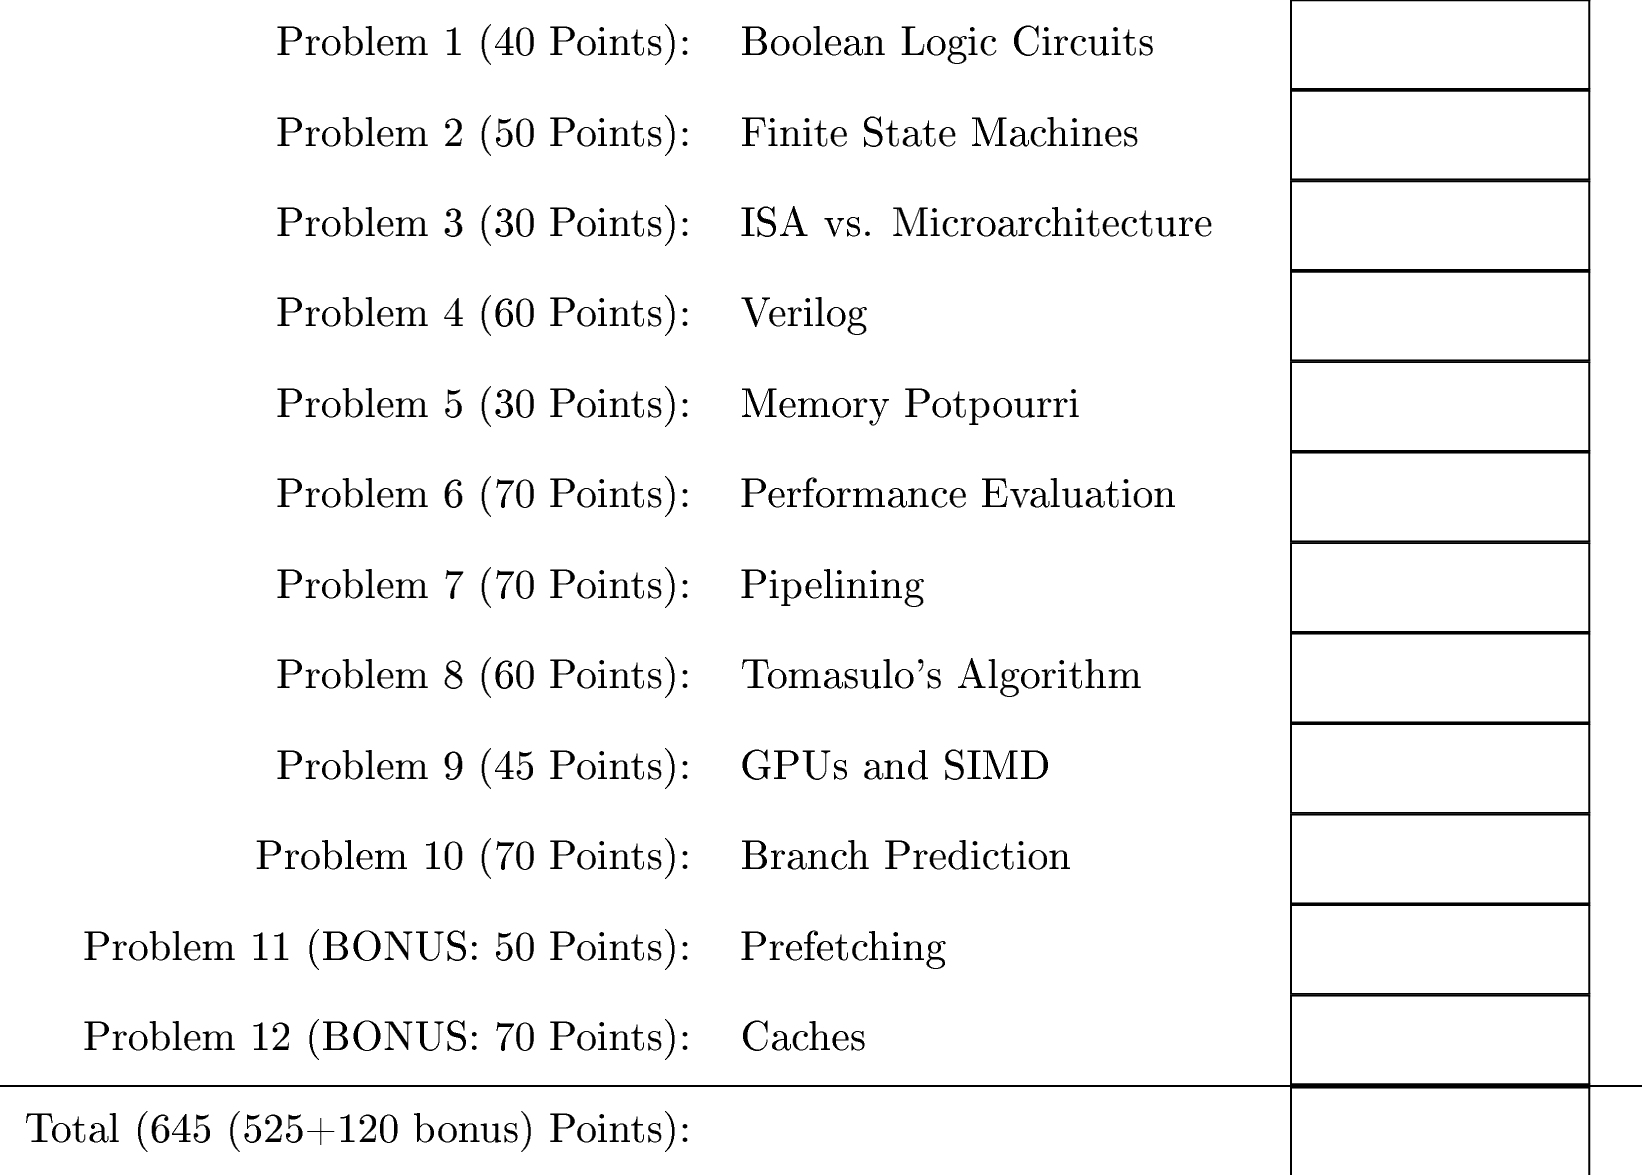 Problem 1 (40 Points): Boolean Logic Circuits
Problem 2 (50 Points): Finite State Machines
Problem 3 (30 Points): ISA vs. Microarchitecture
Problem 4 (60 Points): Verilog
Problem 5 (30 Points): Memory Potpourri
Problem 6 (70 Points): Performance Evaluation
Problem 7 (70 Points): Pipelining
Problem 8 (60 Points): Tomasulo's Algorithm
Problem 9 (45 Points): GPUs and SIMD
Problem 10 (70 Points): Branch Prediction
Problem 11 (BONUS: 50 Points): Prefetching
Problem 12 (BONUS: 70 Points): Caches
Total (645 (525+120 bonus) Points):